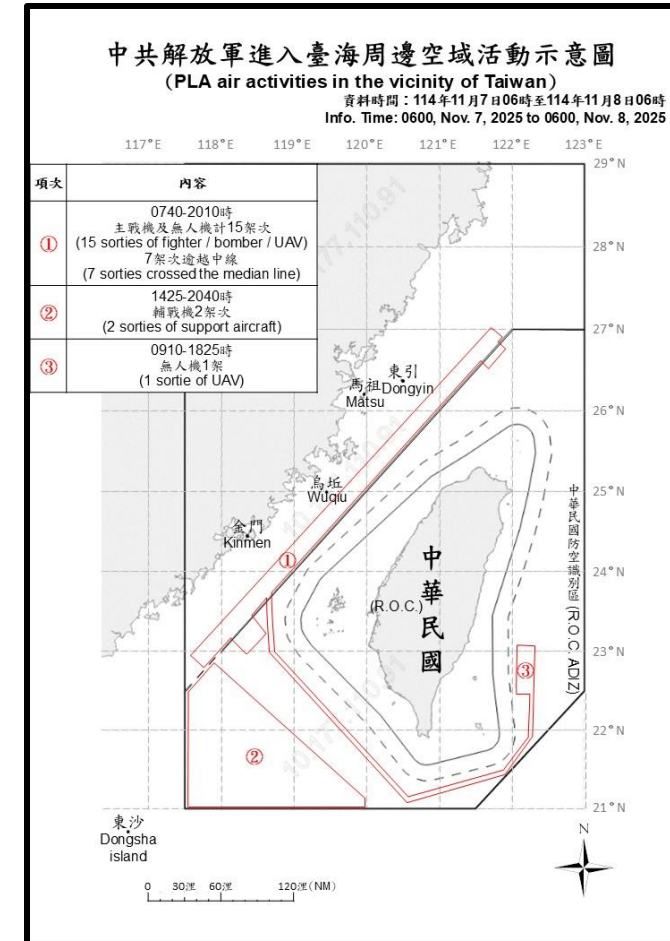 中共解放軍進入臺海周邊空域活動示意圖
(PLA air activities in the vicinity of Taiwan)
資料時間：114年11月7日06時至114年11月8日06時
Info. Time: 0600, Nov. 7, 2025 to 0600, Nov. 8, 2025
117°E 118°E 119°E 120°E 121°E 122°E 123°E
29°N
項次 內容
① 0740-2010時
主戰機及無人機計15架次
(15 sorties of fighter / bomber / UAV)
7架次逾越中線
(7 sorties crossed the median line)
② 1425-2040時
輔戰機2架次
(2 sorties of support aircraft)
③ 0910-1825時
無人機1架
(1 sortie of UAV)
28°N
27°N
東引
Dongyin
馬祖
Matsu
26°N
烏坵
Wuqiu
25°N
金門
Kinmen
①
24°N
中華民國
(R.O.C.)
中華民國防空識別區 (R.O.C. ADIZ)
23°N
③
②
22°N
21°N
東沙
Dongsha
island
N
0 30浬 60浬 120浬(NM)
10.177.110.91
10.177.110.91